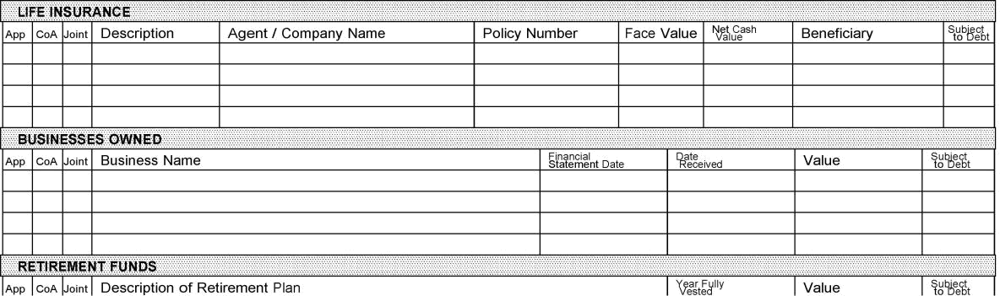 LIFE INSURANCE
App CoA Joint Description Agent / Company Name Policy Number Face Value Net Cash Value Beneficiary Subject to Debt
BUSINESSES OWNED
App CoA Joint Business Name Financial Statement Date Date Received Value Subject to Debt
RETIREMENT FUNDS
App CoA Joint Description of Retirement Plan Year Fully Vested Value Subject to Debt